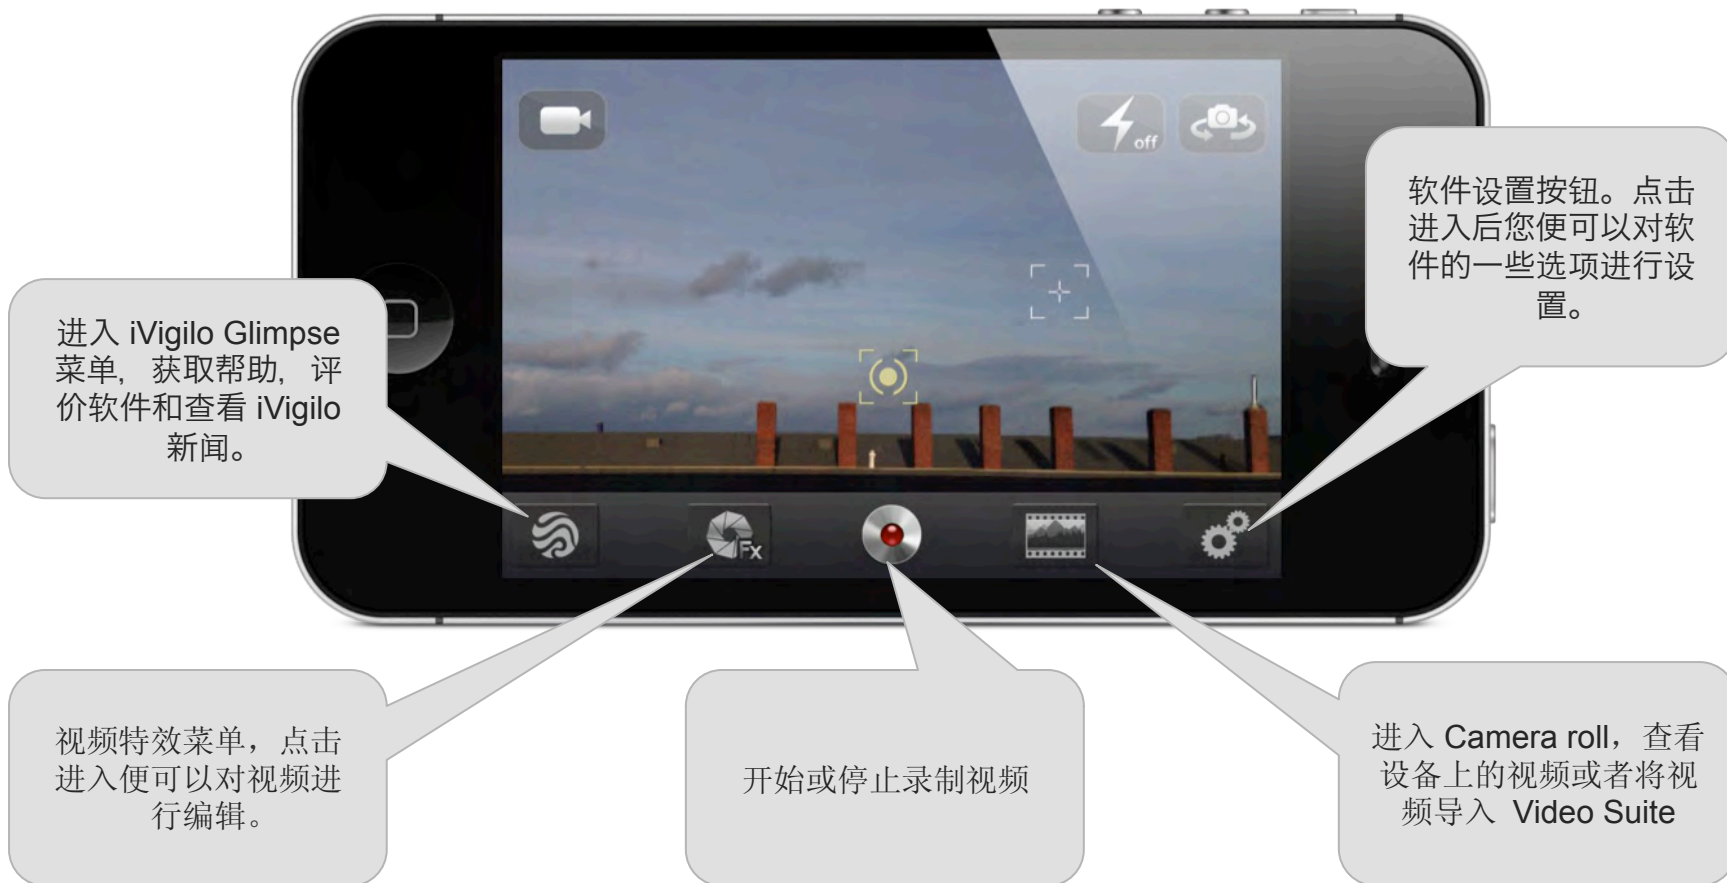 off
软件设置按钮。点击
进入后您便可以对软
件的一些选项进行设
置。
进入 iVigilo Glimpse
菜单，获取帮助，评
价软件和查看 iVigilo
新闻。
Fx
视频特效菜单，点击
进入便可以对视频进
行编辑。
开始或停止录制视频
进入 Camera roll，查看
设备上的视频或者将视
频导入 Video Suite